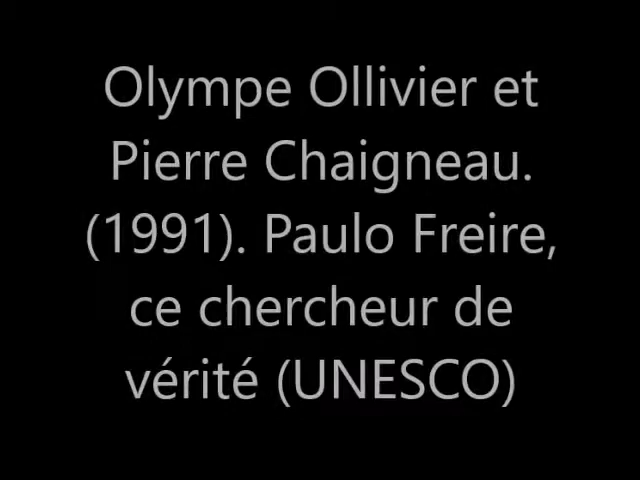 Olympe Ollivier et
Pierre Chaigneau.
(1991). Paulo Freire,
ce chercheur de
vérité (UNESCO)